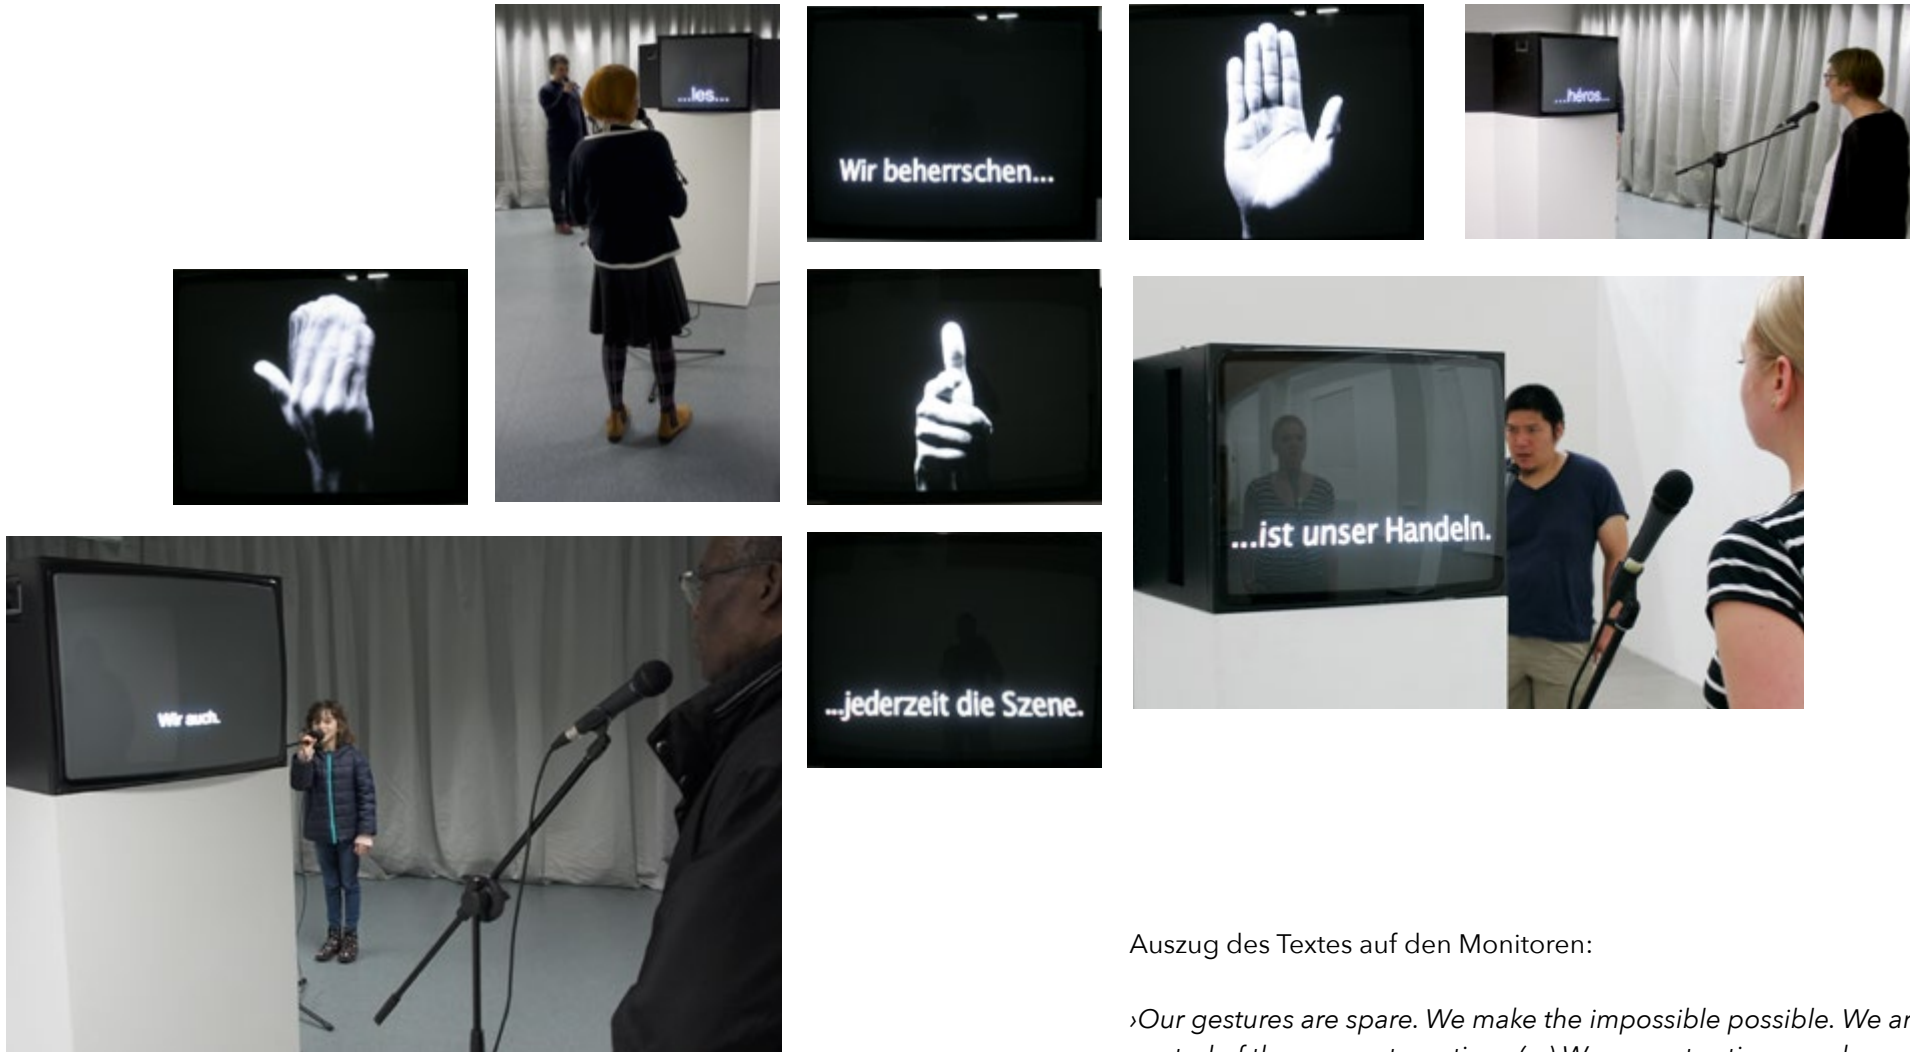 ...les...
Wir beherrschen...
...héros...
...ist unser Handeln.
Wir auch.
...jederzeit die Szene.
Auszug des Textes auf den Monitoren:
›Our gestures are spare. We make the impossible possible. We